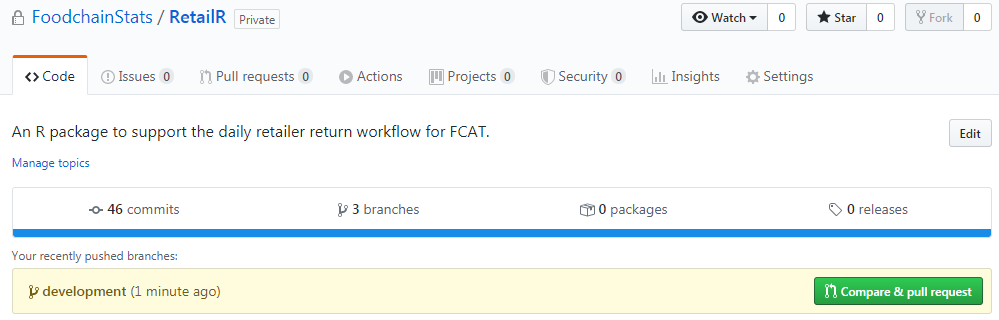 FoodchainStats / RetailR Private Watch 0 Star 0 Fork 0
Code Issues 0 Pull requests 0 Actions Projects 0 Security 0 Insights Settings
An R package to support the daily retailer return workflow for FCAT. Edit
Manage topics
46 commits 3 branches 0 packages 0 releases
Your recently pushed branches:
development (1 minute ago) Compare & pull request